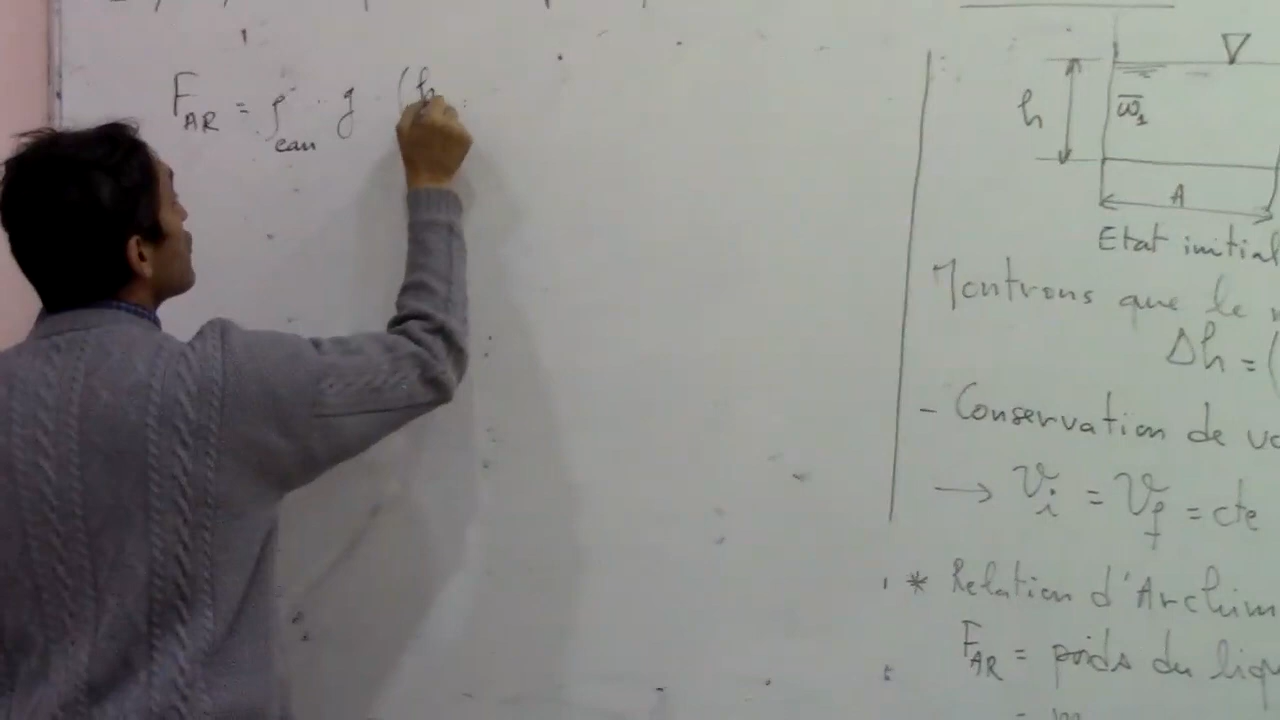 F_AR = ρ_eau · g (h
h
ϖ_1
A
Etat initial
Montrons que le
Δh = (
- Conservation de
→ V_i = V_f = cte
* Relation d'Archim
F_AR = poids du liq
= m